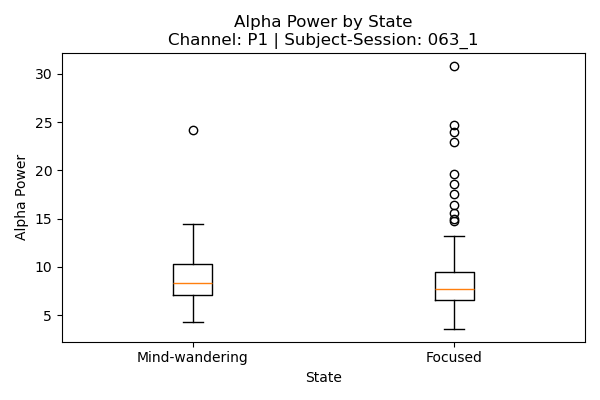 Alpha Power by State
Channel: P1 | Subject-Session: 063_1
30
25
20
15
10
5
Alpha Power
Mind-wandering
Focused
State